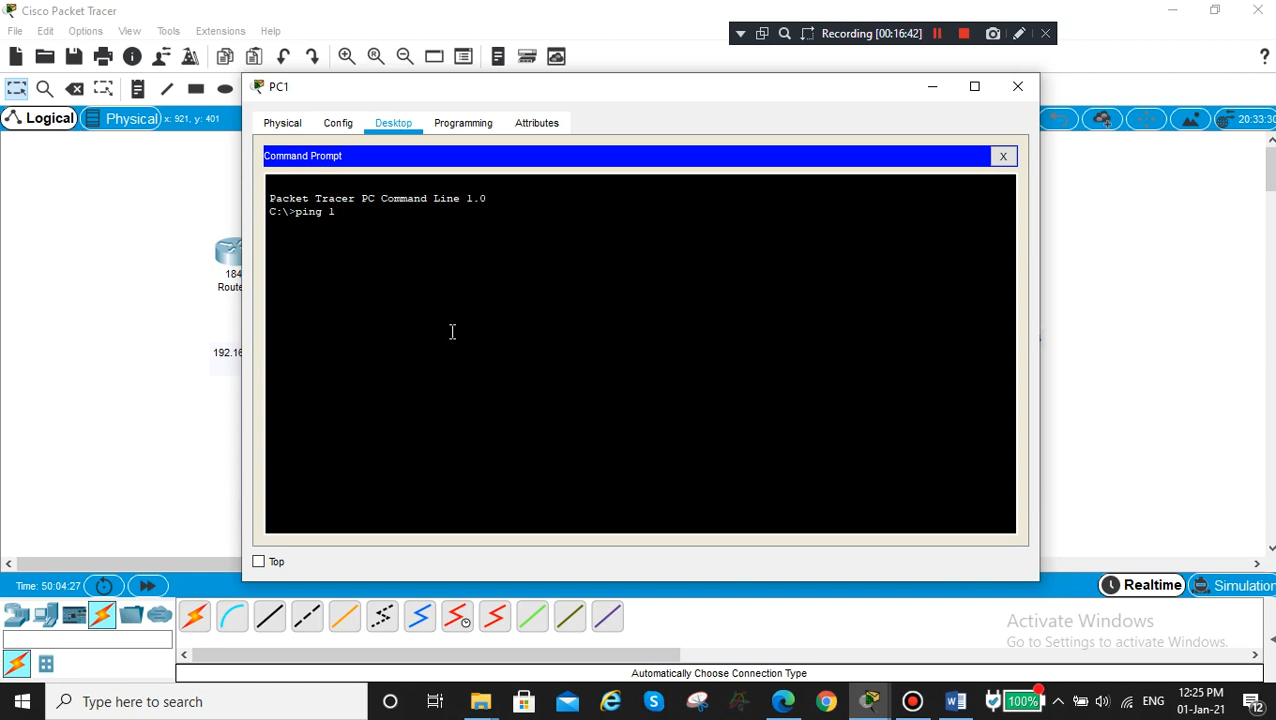 Cisco Packet Tracer
File Edit Options View Tools Extensions Help
Recording [00:16:42]
Logical Physical x: 921, y: 401
20:33:30
PC1
Physical Config Desktop Programming Attributes
Command Prompt
X
Packet Tracer PC Command Line 1.0
C:\>ping 1
184
Route
192.16
Top
Time: 50:04:27
Realtime Simulation
Activate Windows
Go to Settings to activate Windows.
Automatically Choose Connection Type
Type here to search
100%
ENG
12:25 PM
01-Jan-21
12